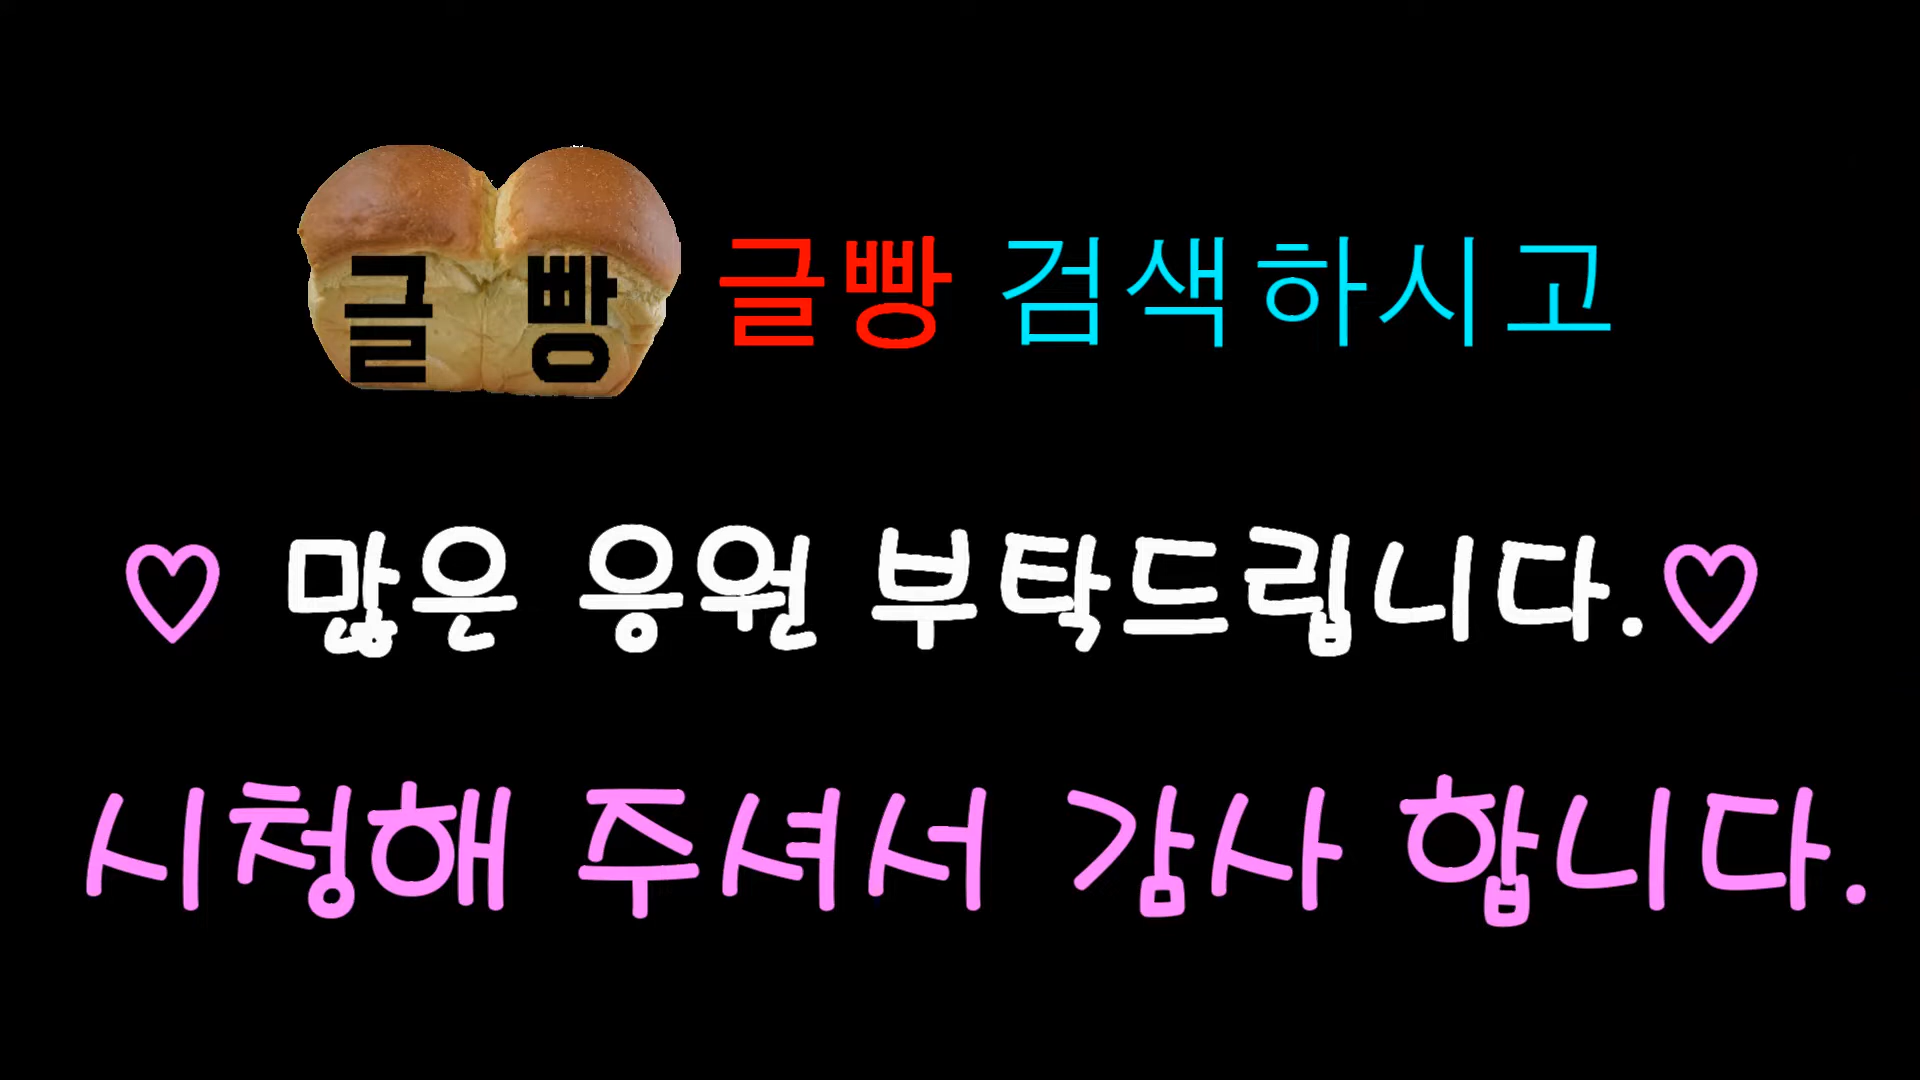 글빵 글빵 검색하시고
♡ 많은 응원 부탁드립니다.♡
시청해 주셔서 감사 합니다.